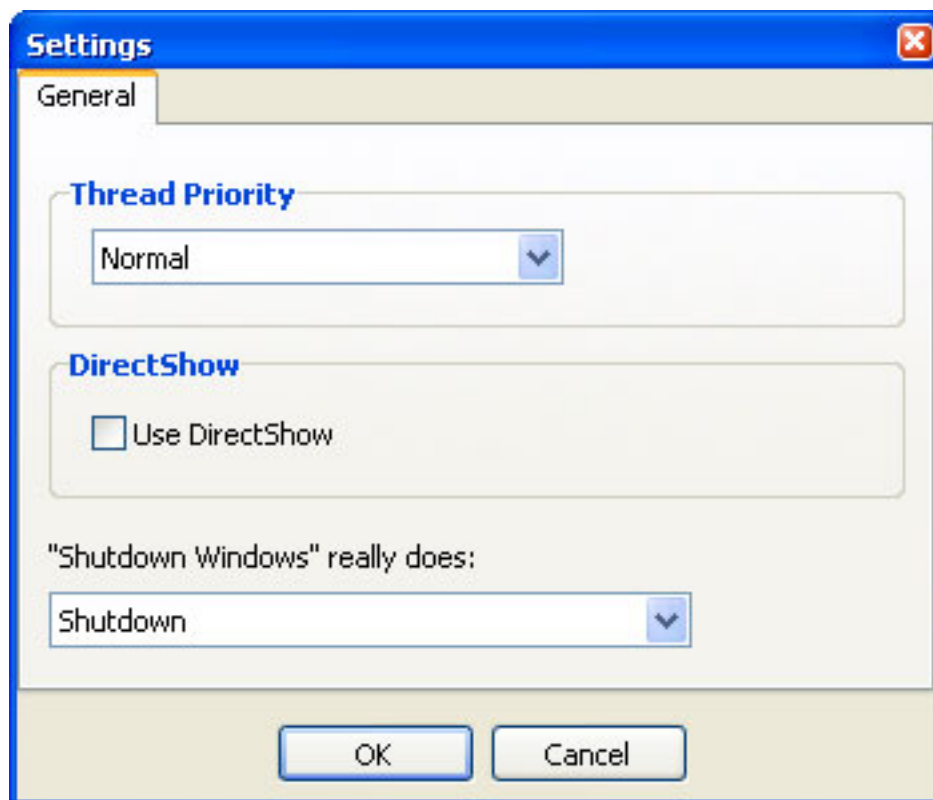 Settings
General
Thread Priority
Normal
DirectShow
Use DirectShow
"Shutdown Windows" really does:
Shutdown
OK Cancel